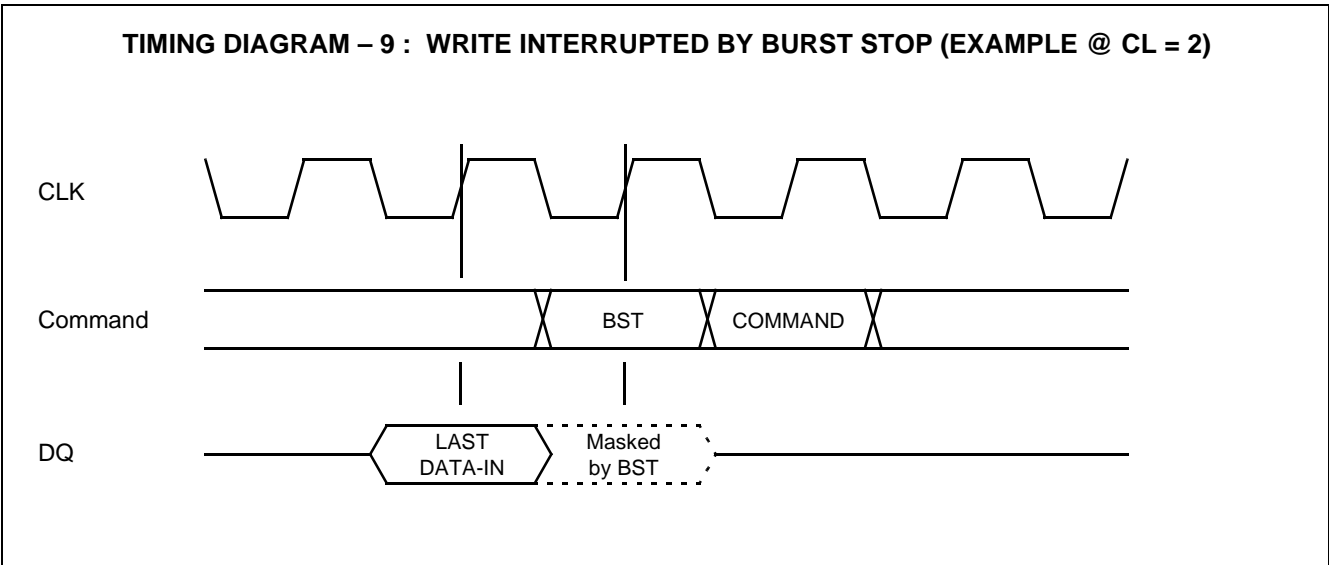 TIMING DIAGRAM – 9 : WRITE INTERRUPTED BY BURST STOP (EXAMPLE @ CL = 2)
CLK
Command
BST
COMMAND
DQ
LAST
DATA-IN
Masked
by BST